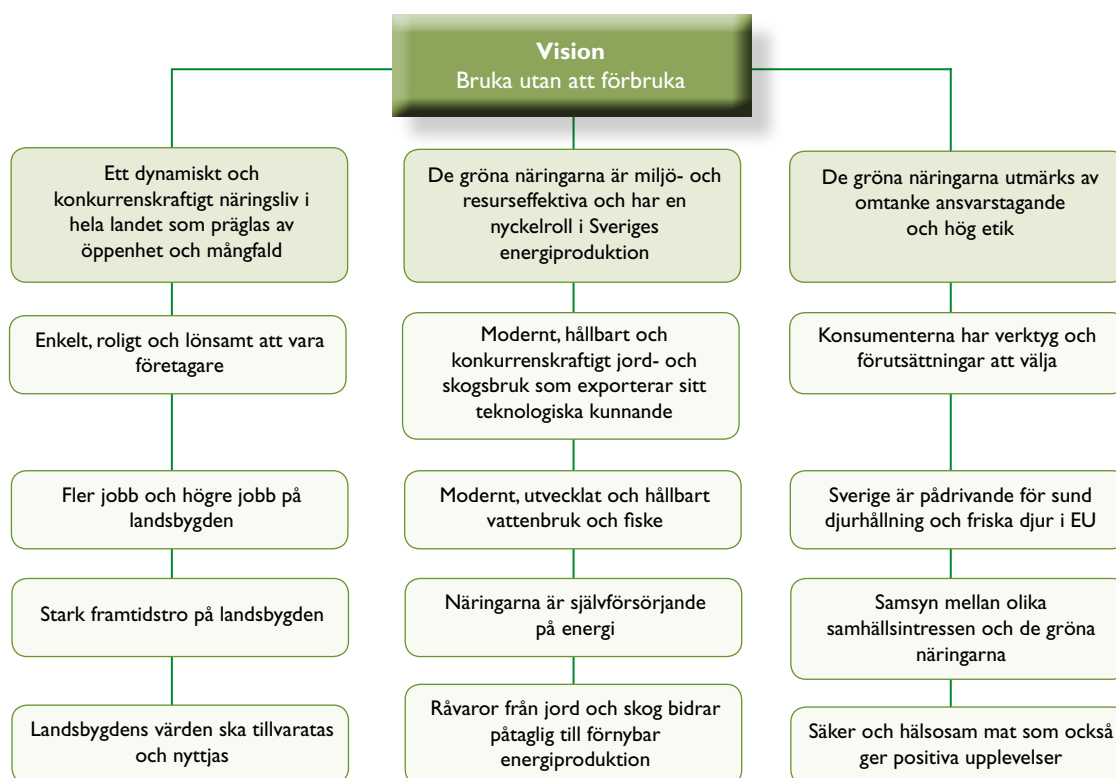 Vision
Bruka utan att förbruka
Ett dynamiskt och
konkurrenskraftigt näringsliv i
hela landet som präglas av
öppenhet och mångfald
Enkelt, roligt och lönsamt att vara
företagare
Fler jobb och högre jobb på
landsbygden
Stark framtidstro på landsbygden
Landsbygdens värden ska tillvaratas
och nyttjas
De gröna näringarna är miljö- och
resurseffektiva och har en
nyckelroll i Sveriges
energiproduktion
Modernt, hållbart och
konkurrenskraftigt jord- och
skogsbruk som exporterar sitt
teknologiska kunnande
Modernt, utvecklat och hållbart
vattenbruk och fiske
Näringarna är självförsörjande
på energi
Råvaror från jord och skog bidrar
påtaglig till förnybar
energiproduktion
De gröna näringarna utmärks av
omtanke ansvarstagande
och hög etik
Konsumenterna har verktyg och
förutsättningar att välja
Sverige är pådrivande för sund
djurhållning och friska djur i EU
Samsyn mellan olika
samhällsintressen och de gröna
näringarna
Säker och hälsosam mat som också
ger positiva upplevelser